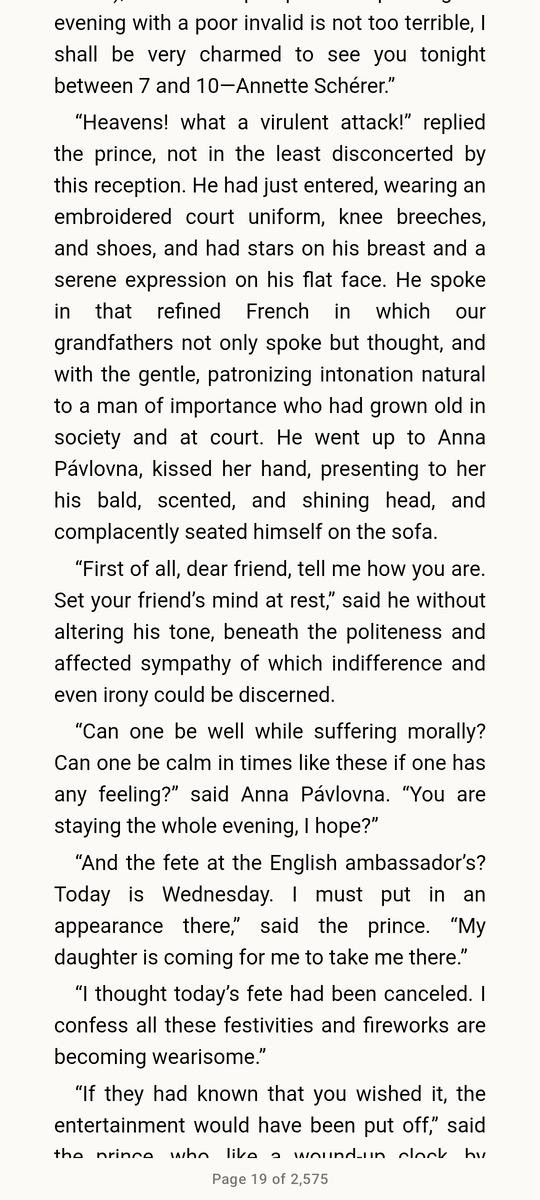 evening with a poor invalid is not too terrible, I
shall be very charmed to see you tonight
between 7 and 10—Annette Schérer.”
“Heavens! what a virulent attack!” replied
the prince, not in the least disconcerted by
this reception. He had just entered, wearing an
embroidered court uniform, knee breeches,
and shoes, and had stars on his breast and a
serene expression on his flat face. He spoke
in that refined French in which our
grandfathers not only spoke but thought, and
with the gentle, patronizing intonation natural
to a man of importance who had grown old in
society and at court. He went up to Anna
Pávlovna, kissed her hand, presenting to her
his bald, scented, and shining head, and
complacently seated himself on the sofa.
“First of all, dear friend, tell me how you are.
Set your friend’s mind at rest,” said he without
altering his tone, beneath the politeness and
affected sympathy of which indifference and
even irony could be discerned.
“Can one be well while suffering morally?
Can one be calm in times like these if one has
any feeling?” said Anna Pávlovna. “You are
staying the whole evening, I hope?”
“And the fete at the English ambassador’s?
Today is Wednesday. I must put in an
appearance there,” said the prince. “My
daughter is coming for me to take me there.”
“I thought today’s fete had been canceled. I
confess all these festivities and fireworks are
becoming wearisome.”
“If they had known that you wished it, the
entertainment would have been put off,” said
the prince, who, like a wound-up clock, by
Page 19 of 2,575